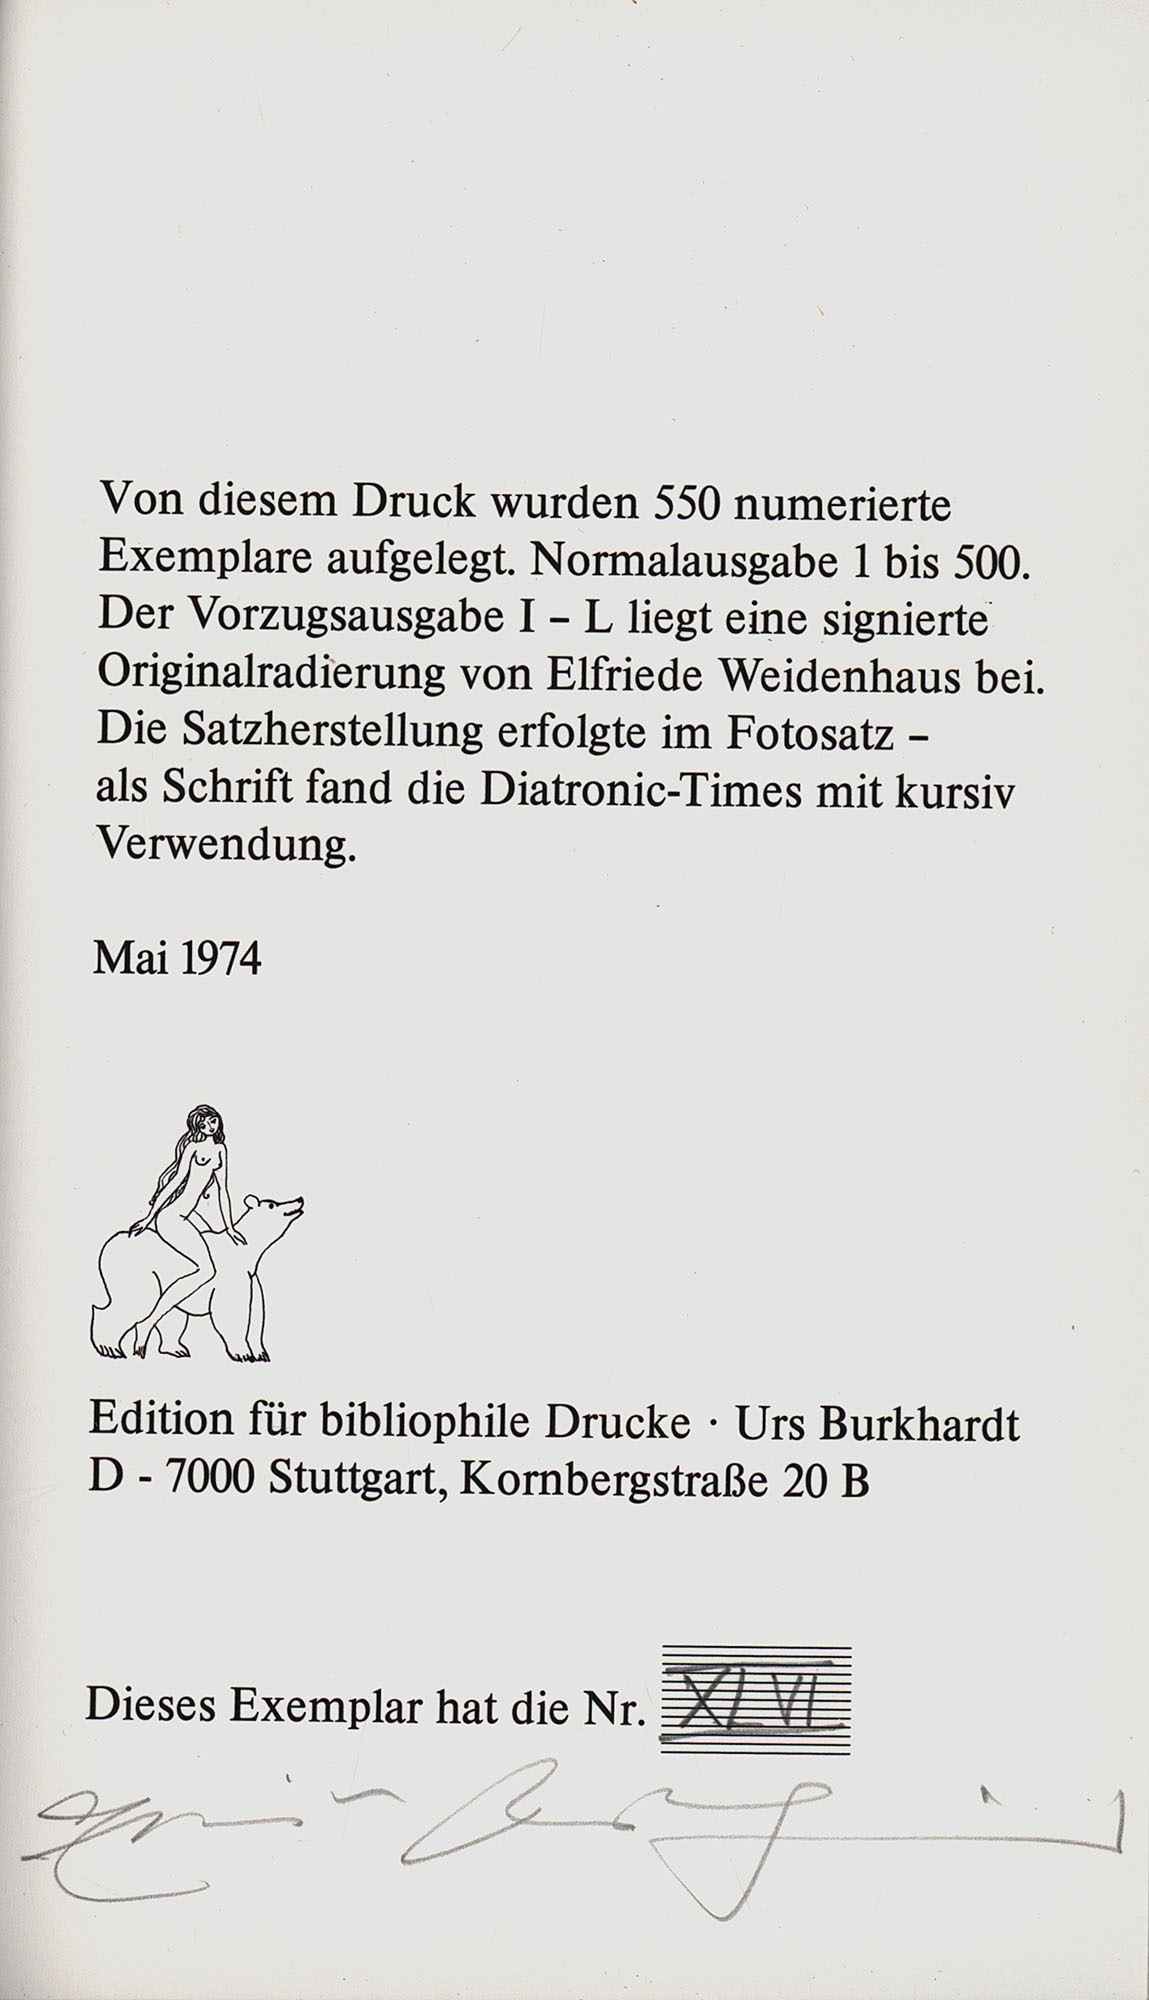 Von diesem Druck wurden 550 numerierte
Exemplare aufgelegt. Normalausgabe 1 bis 500.
Der Vorzugsausgabe I – L liegt eine signierte
Originalradierung von Elfriede Weidenhaus bei.
Die Satzherstellung erfolgte im Fotosatz –
als Schrift fand die Diatronic-Times mit kursiv
Verwendung.
Mai 1974
Edition für bibliophile Drucke · Urs Burkhardt
D - 7000 Stuttgart, Kornbergstraße 20 B
Dieses Exemplar hat die Nr. XLVI